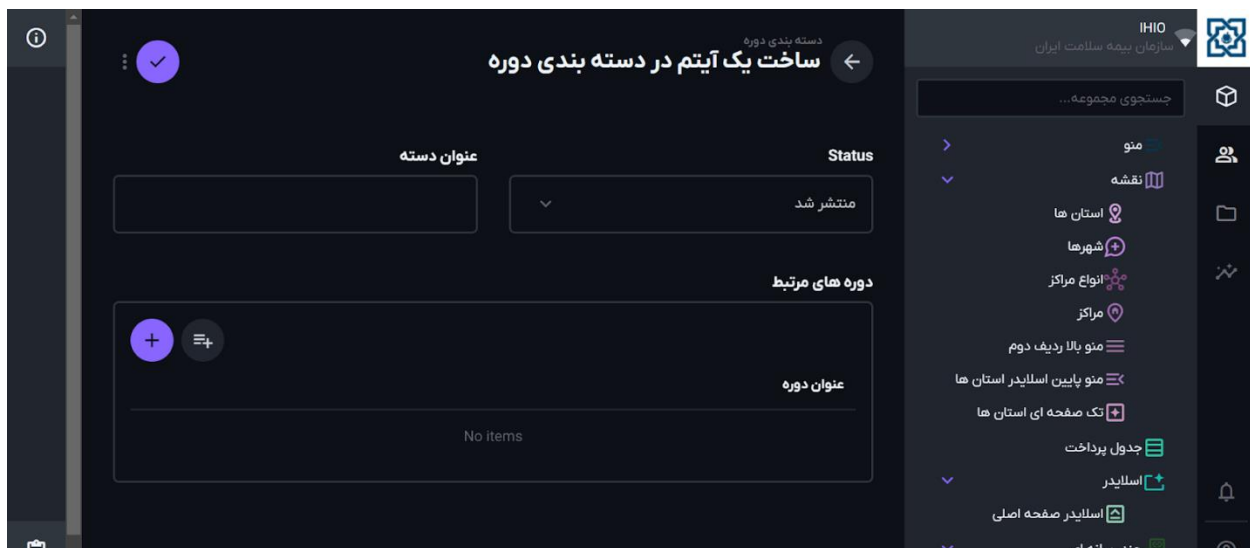 IHIO
سازمان بیمه سلامت ایران
جستجوی مجموعه...
منو
نقشه
استان ها
شهرها
انواع مراکز
مراکز
منو بالا ردیف دوم
منو پایین اسلایدر استان ها
تک صفحه ای استان ها
جدول پرداخت
اسلایدر
اسلایدر صفحه اصلی
دسته بندی دوره
ساخت یک آیتم در دسته بندی دوره
Status
عنوان دسته
منتشر شد
دوره های مرتبط
عنوان دوره
No items